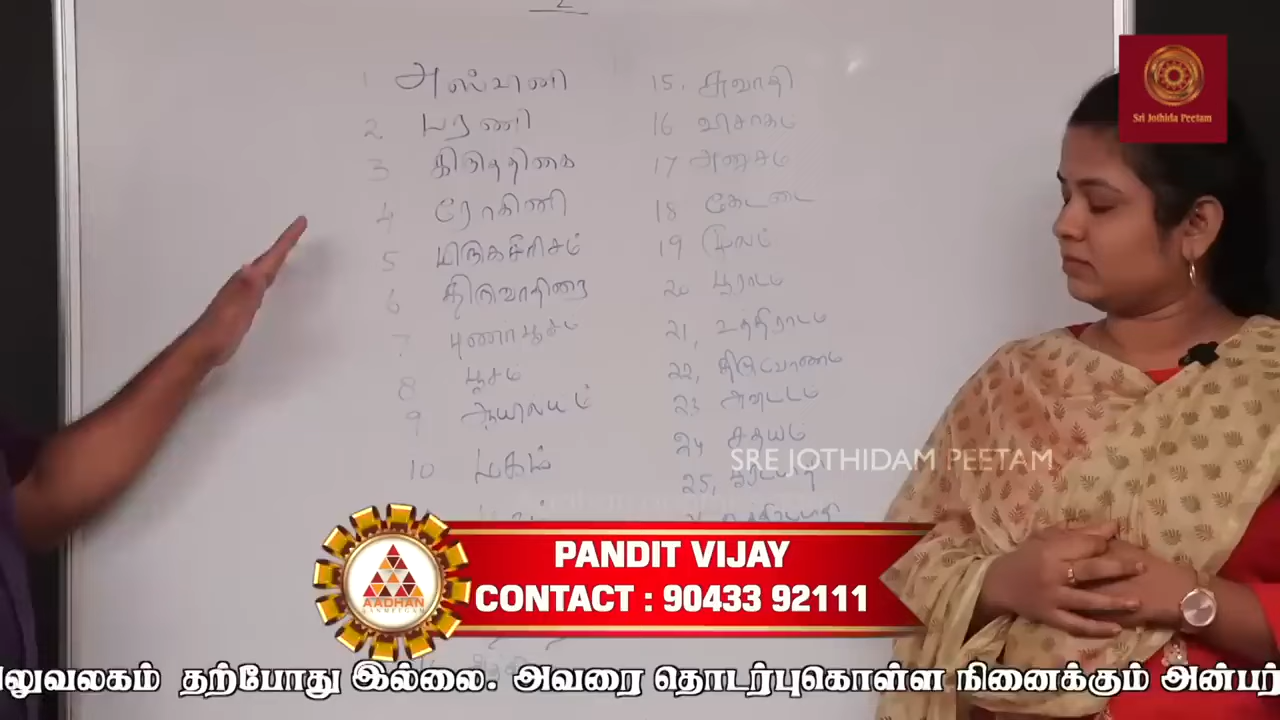 1 அஸ்வினி
2 பரணி
3 கிருத்திகை
4 ரோகிணி
5 மிருகசீரிசம்
6 திருவாதிரை
7 புணர்பூசம்
8 பூசம்
9 ஆயில்யம்
10 மகம்
15. சுவாதி
16 விசாகம்
17 அனுசம்
18 கேட்டை
19 மூலம்
20 பூராடம்
21, உத்திராடம்
22, திருவோணம்
23 அவிட்டம்
24 சதயம்
25,
Sri Jothida Peetam
SRE JOTHIDAM PEETAM
AADHAN
PANDIT VIJAY
CONTACT : 90433 92111
லுவலகம் தற்போது இல்லை. அவரை தொடர்புகொள்ள நினைக்கும் அன்பர்